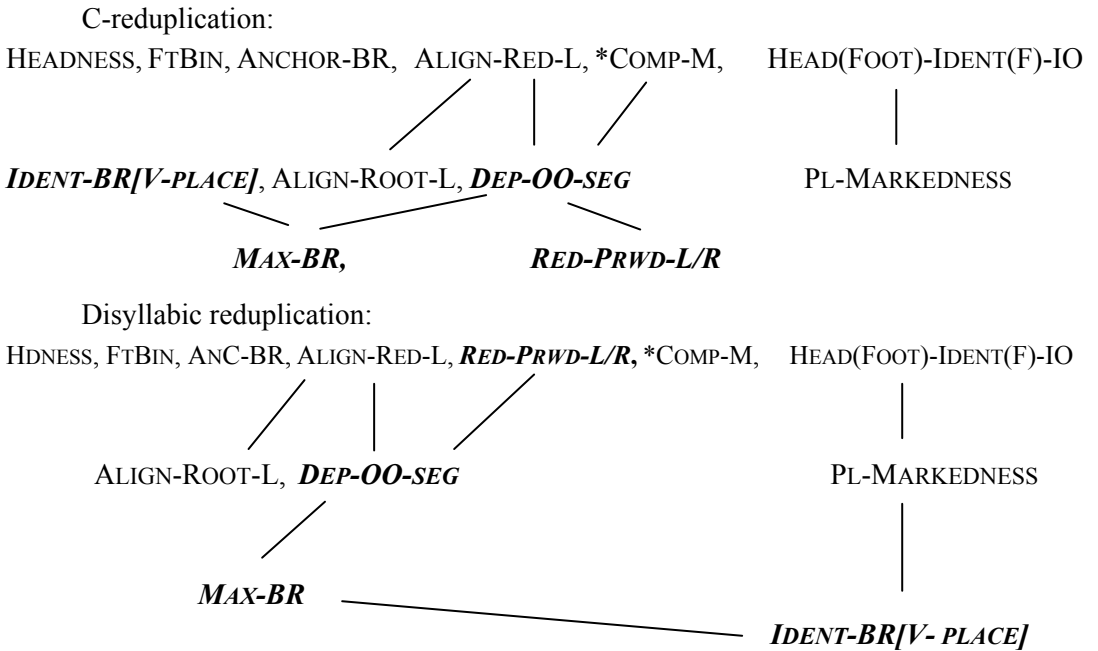 C-reduplication:
HEADNESS, FTBIN, ANCHOR-BR, ALIGN-RED-L, *COMP-M, HEAD(FOOT)-IDENT(F)-IO
IDENT-BR[V-PLACE], ALIGN-ROOT-L, DEP-OO-SEG PL-MARKEDNESS
MAX-BR, RED-PRWD-L/R
Disyllabic reduplication:
HDNESS, FTBIN, ANC-BR, ALIGN-RED-L, RED-PRWD-L/R, *COMP-M, HEAD(FOOT)-IDENT(F)-IO
ALIGN-ROOT-L, DEP-OO-SEG PL-MARKEDNESS
MAX-BR
IDENT-BR[V- PLACE]